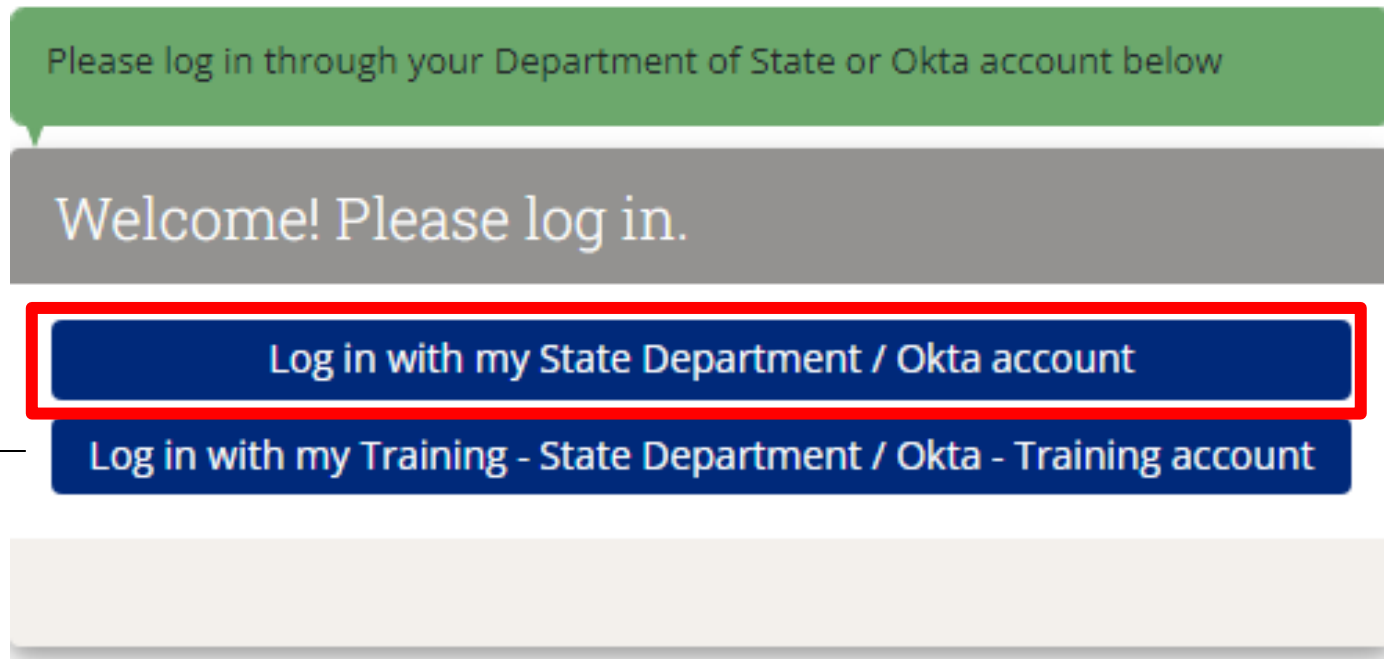 Please log in through your Department of State or Okta account below
Welcome! Please log in.
Log in with my State Department / Okta account
Log in with my Training - State Department / Okta - Training account